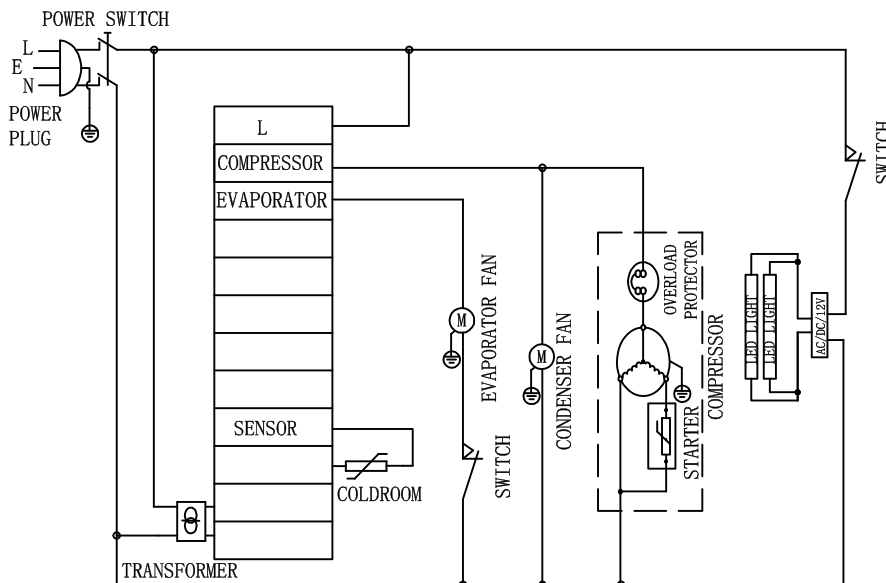 POWER SWITCH
L
E
N
POWER
PLUG
L
COMPRESSOR
EVAPORATOR
SENSOR
COLDROOM
TRANSFORMER
M
EVAPORATOR FAN
SWITCH
M
CONDENSER FAN
OVERLOAD
PROTECTOR
COMPRESSOR
STARTER
LED LIGHT
LED LIGHT
AC/DC/12V
SWITCH